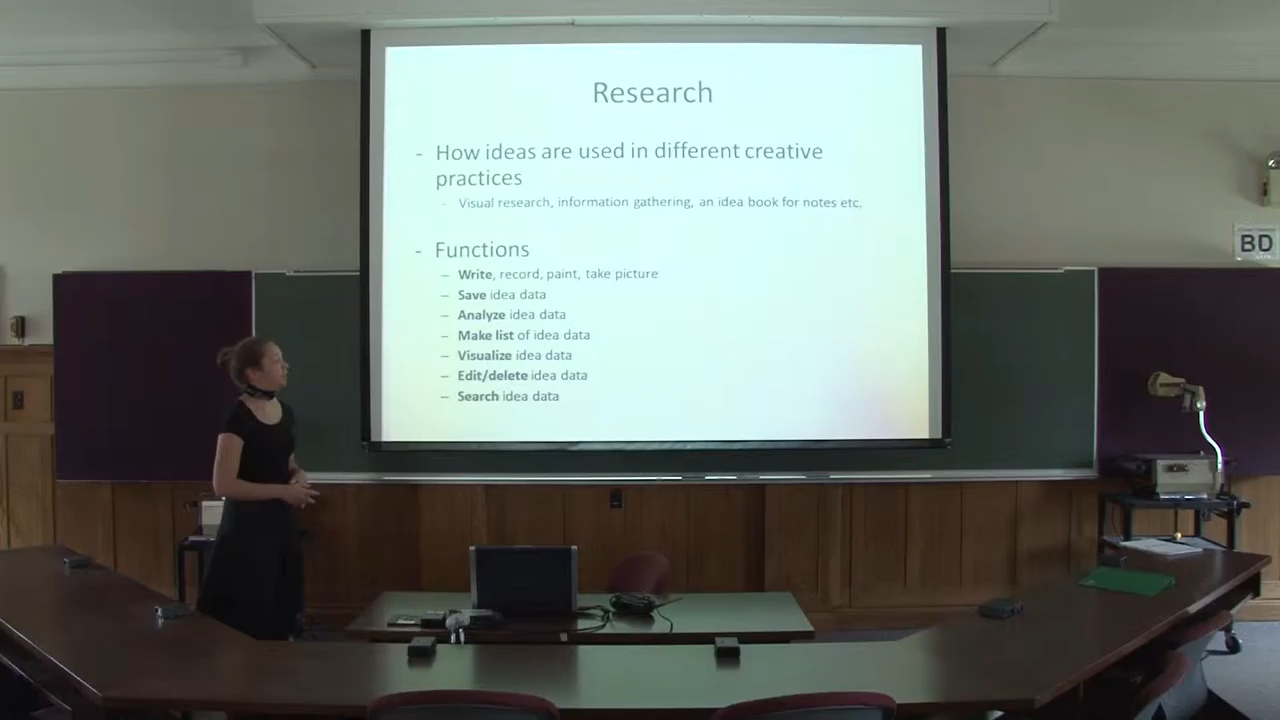 Research
- How ideas are used in different creative
practices
- Visual research, information gathering, an idea book for notes etc.
- Functions
– Write, record, paint, take picture
– Save idea data
– Analyze idea data
– Make list of idea data
– Visualize idea data
– Edit/delete idea data
– Search idea data
BD